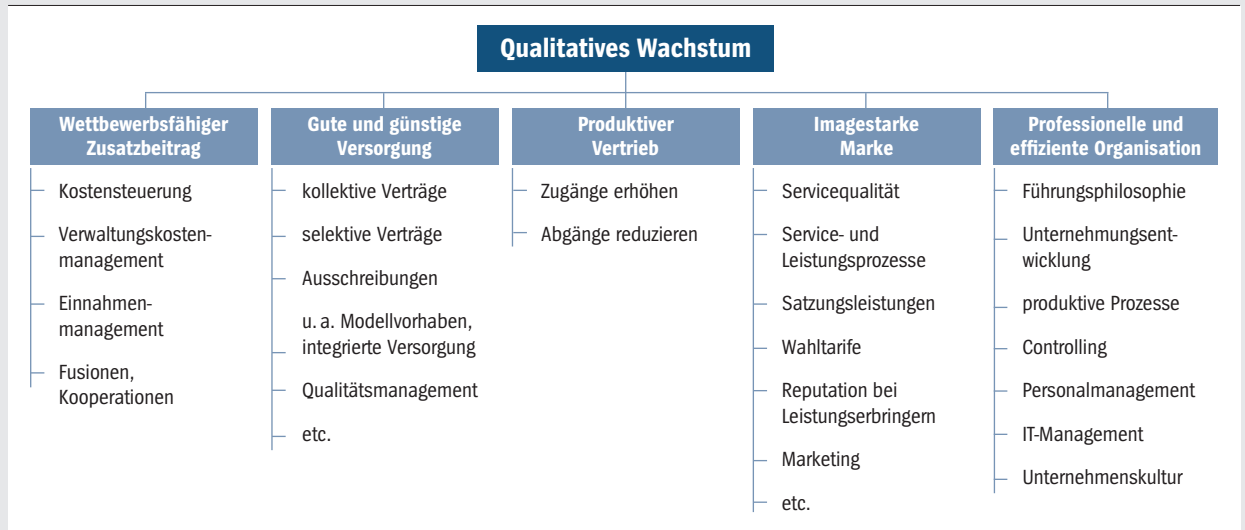 Qualitatives Wachstum
Wettbewerbsfähiger
Zusatzbeitrag
Kostensteuerung
Verwaltungskosten-
management
Einnahmen-
management
Fusionen,
Kooperationen
Gute und günstige
Versorgung
kollektive Verträge
selektive Verträge
Ausschreibungen
u. a. Modellvorhaben,
integrierte Versorgung
Qualitätsmanagement
etc.
Produktiver
Vertrieb
Zugänge erhöhen
Abgänge reduzieren
Imagestarke
Marke
Servicequalität
Service- und
Leistungsprozesse
Satzungsleistungen
Wahltarife
Reputation bei
Leistungserbringern
Marketing
etc.
Professionelle und
effiziente Organisation
Führungsphilosophie
Unternehmungsent-
wicklung
produktive Prozesse
Controlling
Personalmanagement
IT-Management
Unternehmenskultur